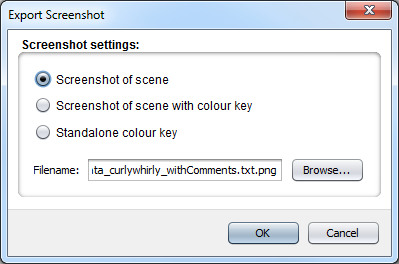 Export Screenshot
Screenshot settings:
Screenshot of scene
Screenshot of scene with colour key
Standalone colour key
Filename: ata_curlywhirly_withComments.txt.png Browse...
OK Cancel